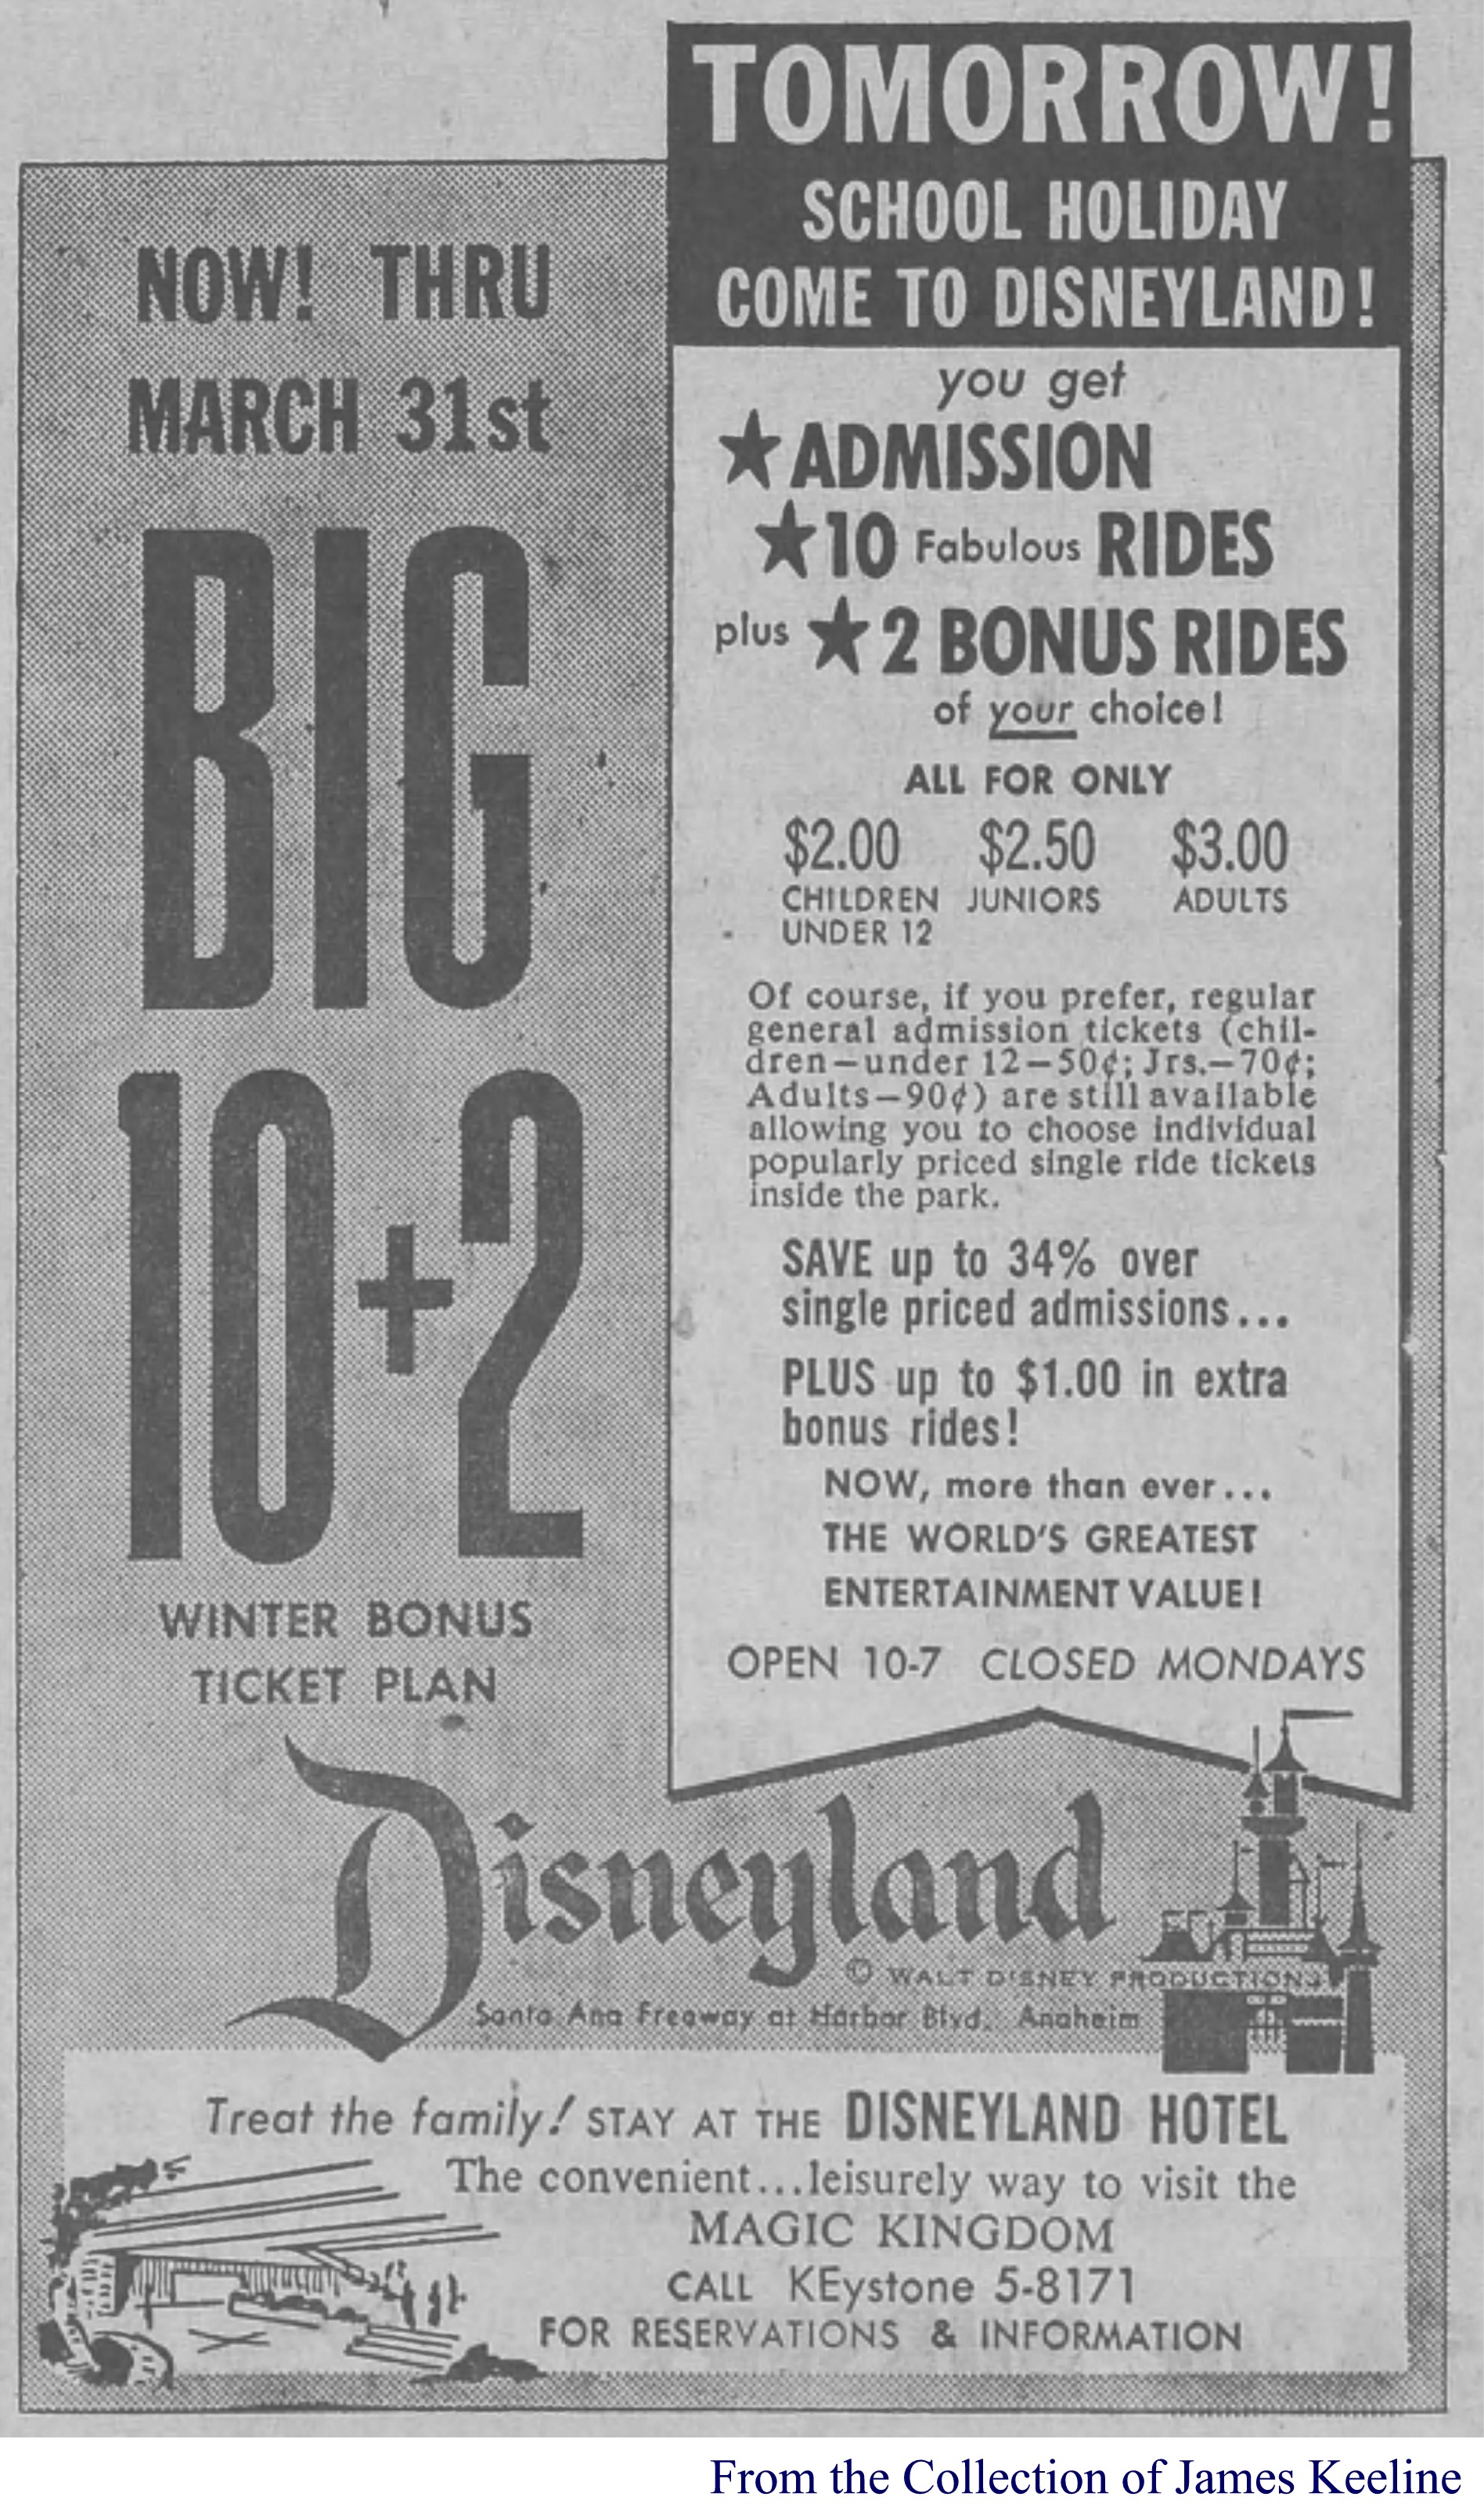 TOMORROW!
SCHOOL HOLIDAY
COME TO DISNEYLAND!
NOW! THRU
MARCH 31st
BIG
10+2
WINTER BONUS
TICKET PLAN
you get
★ ADMISSION
★ 10 Fabulous RIDES
plus ★ 2 BONUS RIDES
of your choice!
ALL FOR ONLY
$2.00 $2.50 $3.00
CHILDREN JUNIORS ADULTS
UNDER 12
Of course, if you prefer, regular
general admission tickets (chil-
dren—under 12—50¢; Jrs.—70¢;
Adults—90¢) are still available
allowing you to choose individual
popularly priced single ride tickets
inside the park.
SAVE up to 34% over
single priced admissions...
PLUS up to $1.00 in extra
bonus rides!
NOW, more than ever...
THE WORLD'S GREATEST
ENTERTAINMENT VALUE!
OPEN 10-7 CLOSED MONDAYS
Disneyland
© WALT DISNEY PRODUCTIONS
Santa Ana Freeway at Harbor Blvd. Anaheim
Treat the family! STAY AT THE DISNEYLAND HOTEL
The convenient...leisurely way to visit the
MAGIC KINGDOM
CALL KEystone 5-8171
FOR RESERVATIONS & INFORMATION
From the Collection of James Keeline